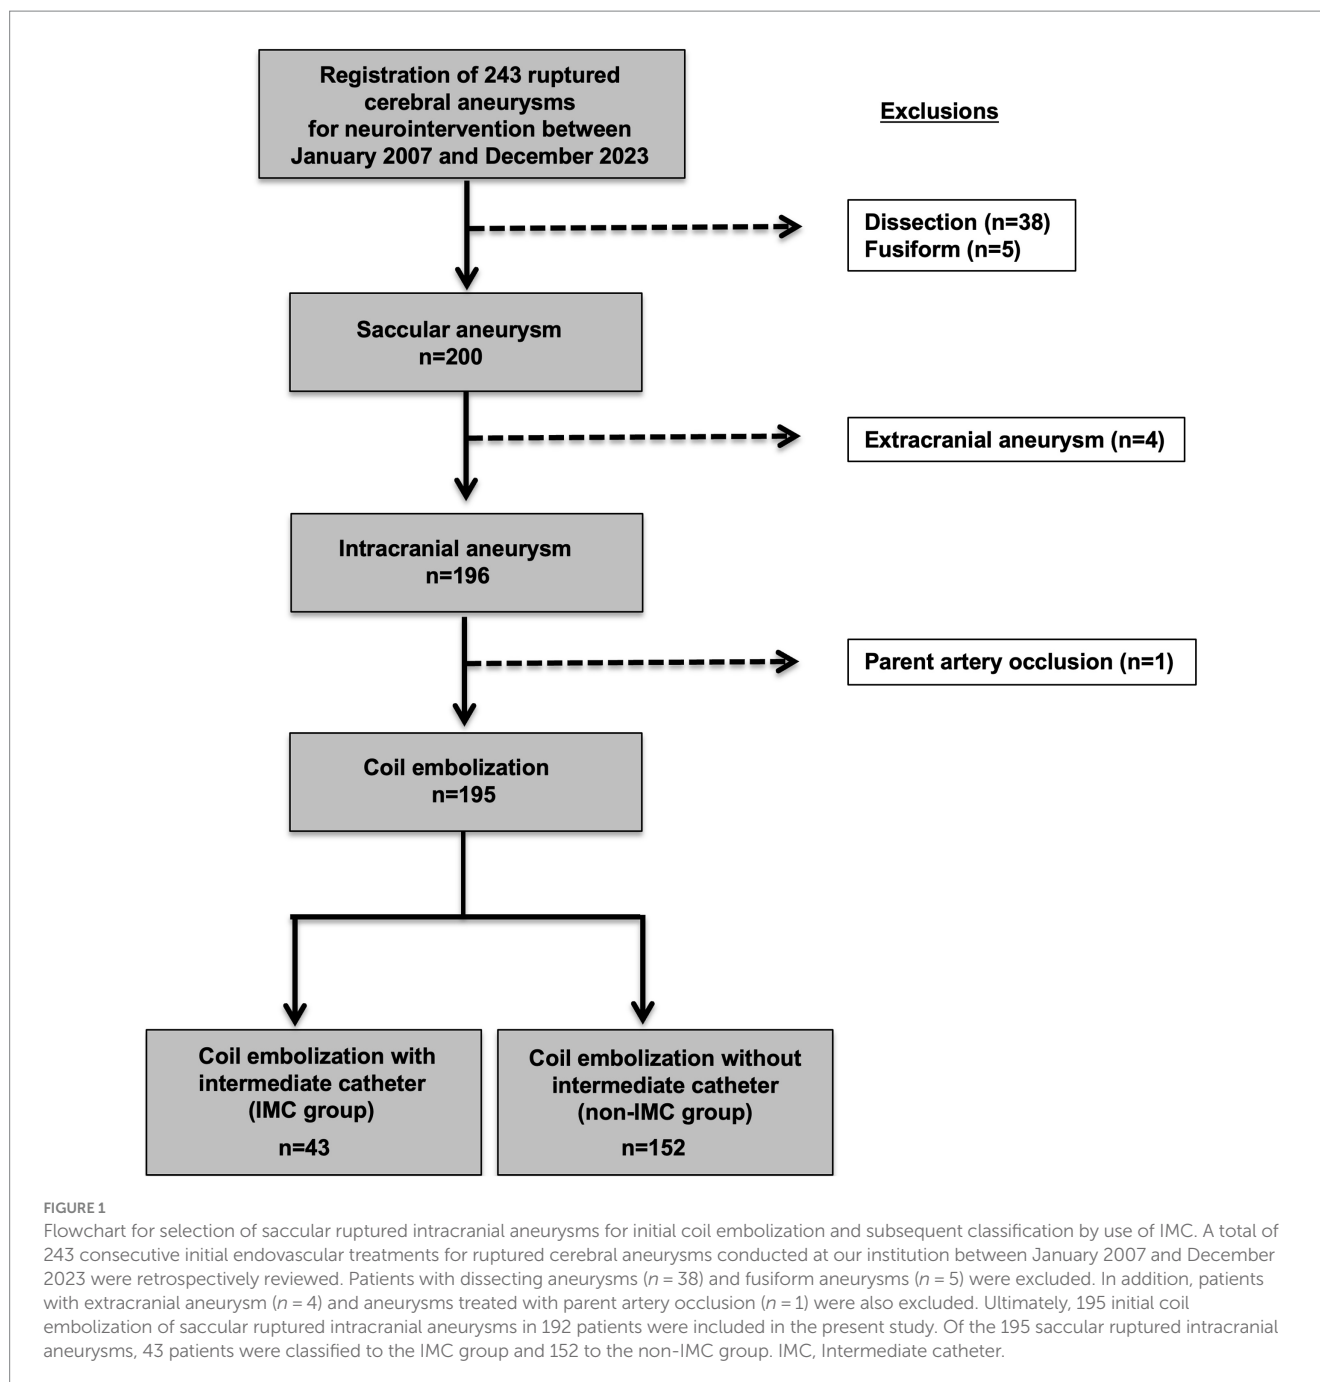 Registration of 243 ruptured
cerebral aneurysms
for neurointervention between
January 2007 and December 2023
Exclusions
Dissection (n=38)
Fusiform (n=5)
Saccular aneurysm
n=200
Extracranial aneurysm (n=4)
Intracranial aneurysm
n=196
Parent artery occlusion (n=1)
Coil embolization
n=195
Coil embolization with
intermediate catheter
(IMC group)
n=43
Coil embolization without
intermediate catheter
(non-IMC group)
n=152
FIGURE 1
Flowchart for selection of saccular ruptured intracranial aneurysms for initial coil embolization and subsequent classification by use of IMC. A total of
243 consecutive initial endovascular treatments for ruptured cerebral aneurysms conducted at our institution between January 2007 and December
2023 were retrospectively reviewed. Patients with dissecting aneurysms (n = 38) and fusiform aneurysms (n = 5) were excluded. In addition, patients
with extracranial aneurysm (n = 4) and aneurysms treated with parent artery occlusion (n = 1) were also excluded. Ultimately, 195 initial coil
embolization of saccular ruptured intracranial aneurysms in 192 patients were included in the present study. Of the 195 saccular ruptured intracranial
aneurysms, 43 patients were classified to the IMC group and 152 to the non-IMC group. IMC, Intermediate catheter.